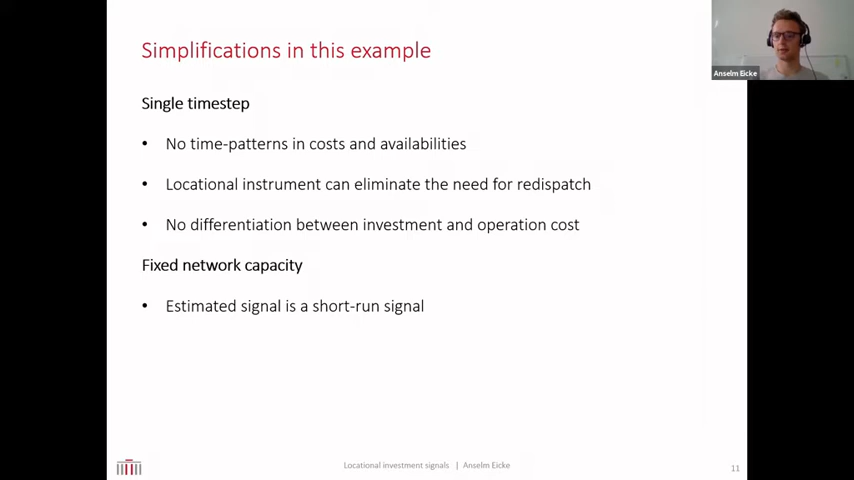 Simplifications in this example
Anselm Eicke
Single timestep
• No time-patterns in costs and availabilities
• Locational instrument can eliminate the need for redispatch
• No differentiation between investment and operation cost
Fixed network capacity
• Estimated signal is a short-run signal
Locational investment signals | Anselm Eicke
11